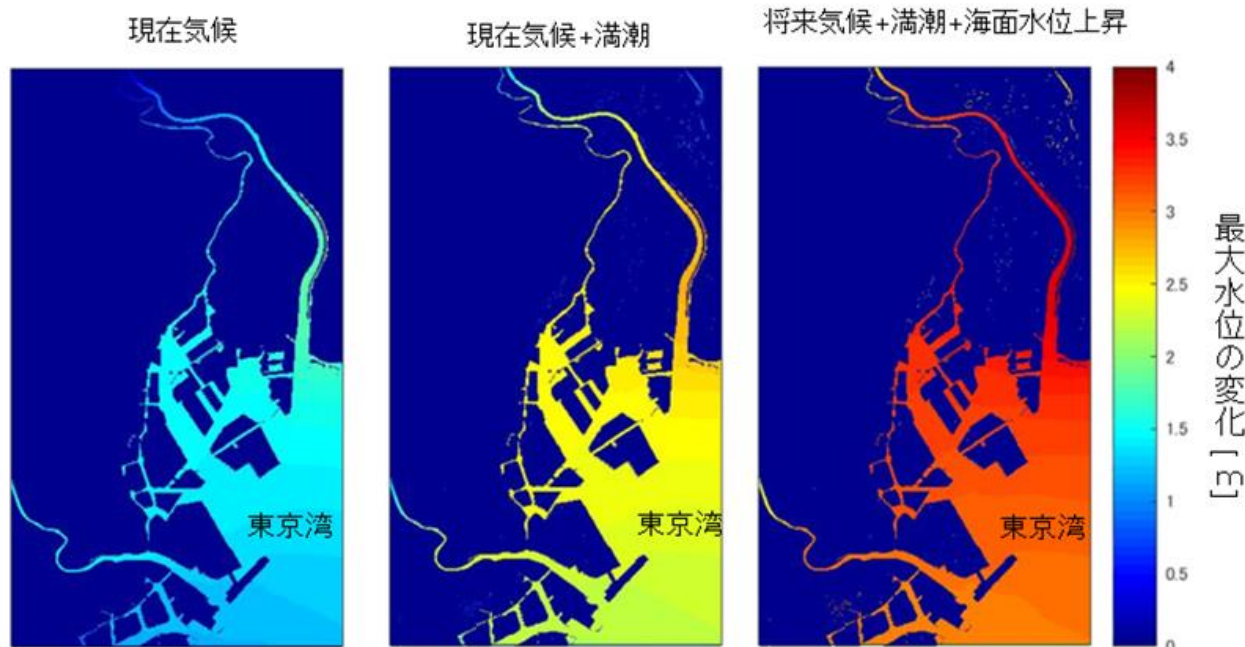 現在気候
現在気候+満潮
将来気候+満潮+海面水位上昇
東京湾
東京湾
東京湾
4
3.5
3
2.5
2
1.5
1
0.5
0
最大水位の変化[m]